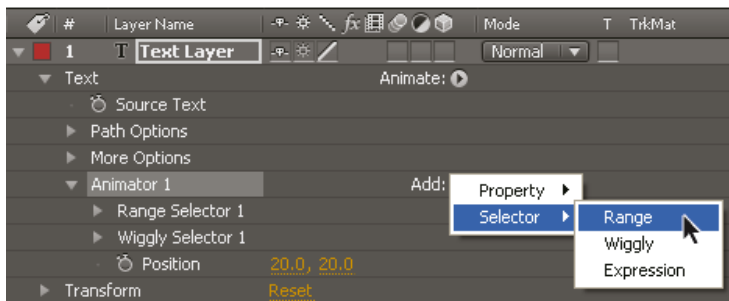 # Layer Name fx Mode T TrkMat
1 T Text Layer Normal
Text Animate:
Source Text
Path Options
More Options
Animator 1 Add: Property
Range Selector 1 Selector Range
Wiggly Selector 1 Wiggly
Position 20.0, 20.0 Expression
Transform Reset